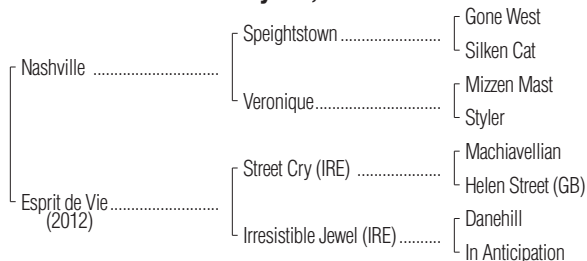 Gone West
Speightstown ....................
Silken Cat
Nashville .........................
Mizzen Mast
Veronique.........................
Styler
Machiavellian
Street Cry (IRE) .................
Helen Street (GB)
Esprit de Vie......................
(2012)
Danehill
Irresistible Jewel (IRE)..........
In Anticipation